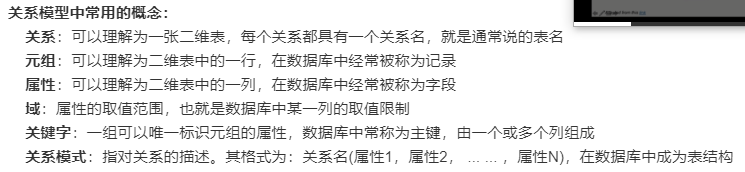 关系模型中常用的概念：
关系：可以理解为一张二维表，每个关系都具有一个关系名，就是通常说的表名
元组：可以理解为二维表中的一行，在数据库中经常被称为记录
属性：可以理解为二维表中的一列，在数据库中经常被称为字段
域：属性的取值范围，也就是数据库中某一列的取值限制
关键字：一组可以唯一标识元组的属性，数据库中常称为主键，由一个或多个列组成
关系模式：指对关系的描述。其格式为：关系名(属性1，属性2， ... ... ，属性N)，在数据库中成为表结构